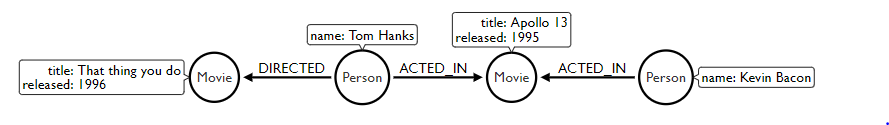 title: Apollo 13
released: 1995
name: Tom Hanks
title: That thing you do
released: 1996
Movie
DIRECTED
Person
ACTED_IN
Movie
ACTED_IN
Person
name: Kevin Bacon